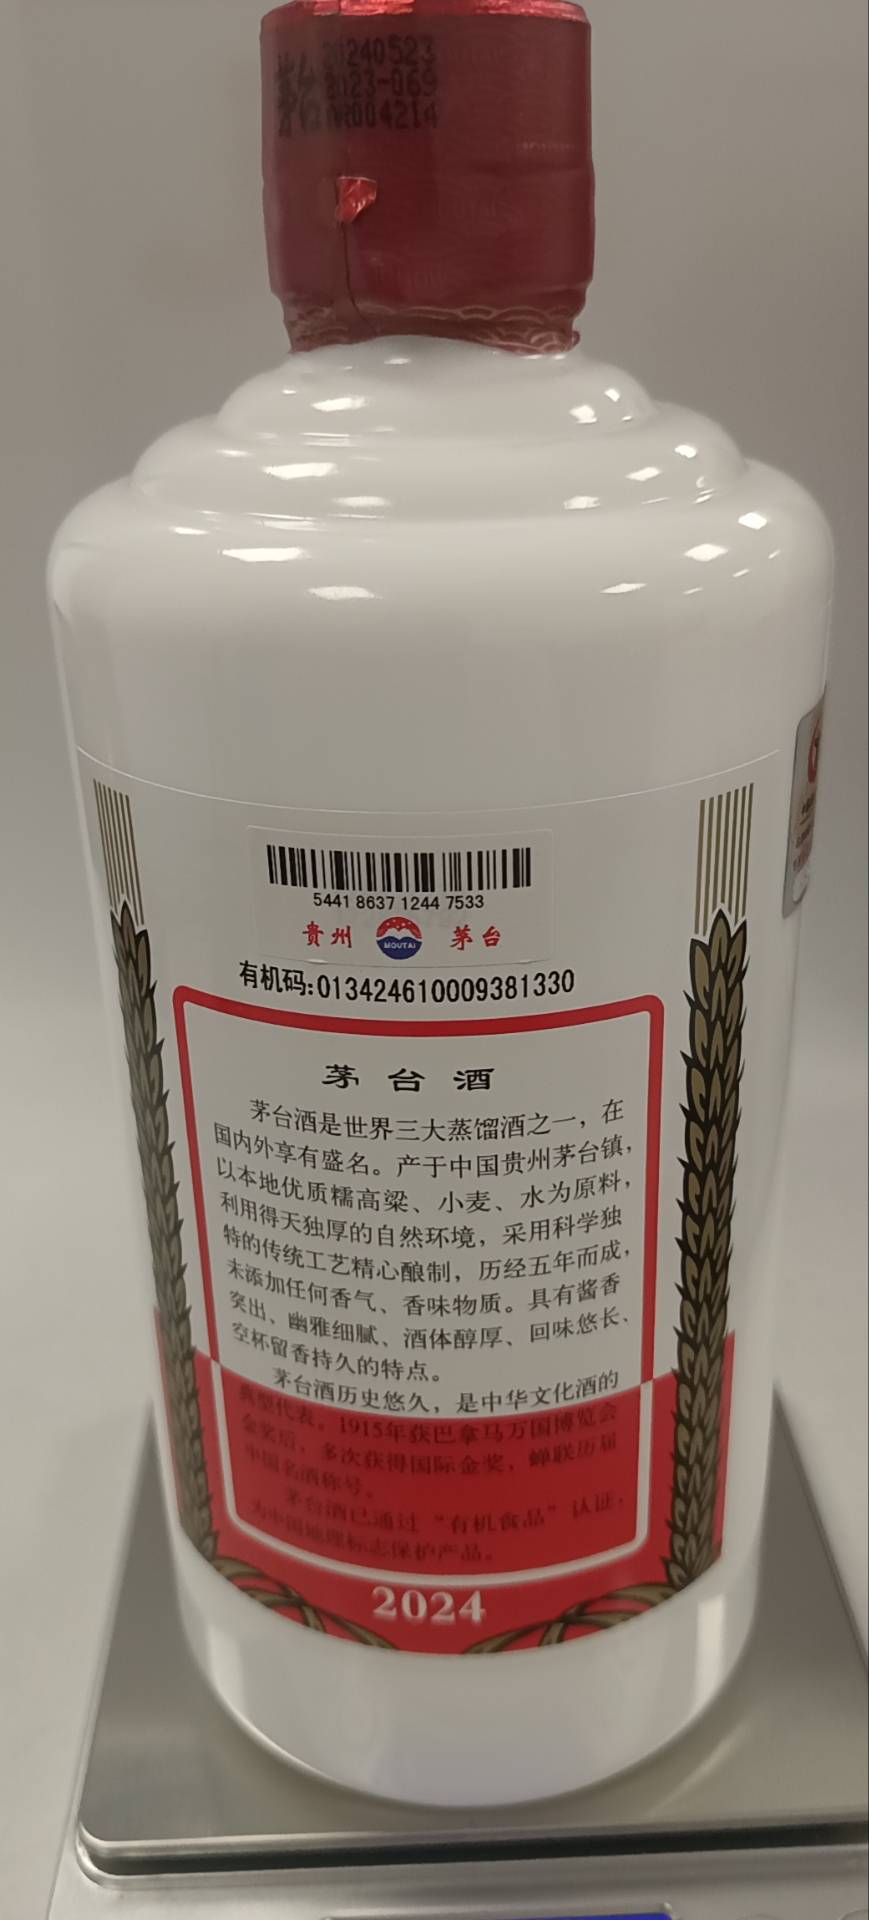 茅台
20240523
2023-069
004214
5441 8637 1244 7533
贵州 MOUTAI 茅台
有机码:013424610009381330
茅台酒
茅台酒是世界三大蒸馏酒之一，在
国内外享有盛名。产于中国贵州茅台镇，
以本地优质糯高粱、小麦、水为原料，
利用得天独厚的自然环境，采用科学独
特的传统工艺精心酿制，历经五年而成，
未添加任何香气、香味物质。具有酱香
突出、幽雅细腻、酒体醇厚、回味悠长、
空杯留香持久的特点。
茅台酒历史悠久，是中华文化酒的
典型代表。1915年获巴拿马万国博览会
金奖后，多次获得国际金奖，蝉联历届
中国名酒称号。
茅台酒已通过“有机食品”认证，
为中国地理标志保护产品。
2024